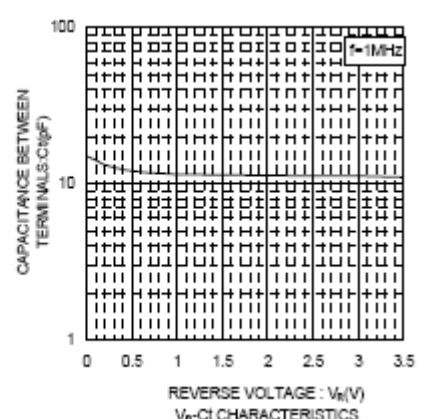 100
f=1MHz
CAPACITANCE BETWEEN
TERMINALS:Ct(pF)
10
1
0 0.5 1 1.5 2 2.5 3 3.5
REVERSE VOLTAGE : VR(V)
VR-Ct CHARACTERISTICS